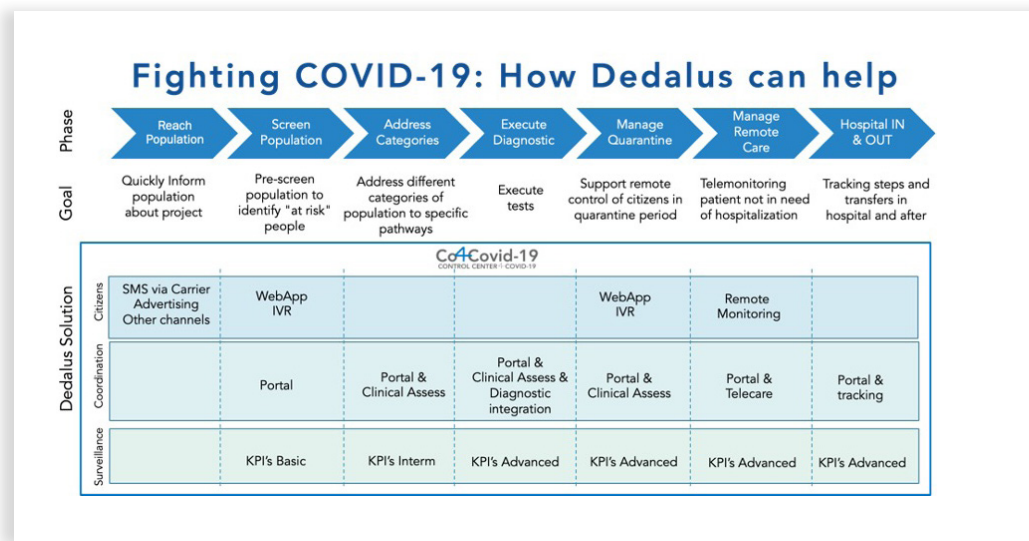 Fighting COVID-19: How Dedalus can help
Phase
Reach
Population
Screen
Population
Address
Categories
Execute
Diagnostic
Manage
Quarantine
Manage
Remote
Care
Hospital IN
& OUT
Goal
Quickly Inform
population
about project
Pre-screen
population to
identify "at risk"
people
Address different
categories of
population to specific
pathways
Execute
tests
Support remote
control of citizens in
quarantine period
Telemonitoring
patient not in need
of hospitalization
Tracking steps and
transfers in
hospital and after
Dedalus Solution
Co4Covid-19
CONTROL CENTER 4 COVID-19
Citizens
SMS via Carrier
Advertising
Other channels
WebApp
IVR
WebApp
IVR
Remote
Monitoring
Coordination
Portal
Portal &
Clinical Assess
Portal &
Clinical Assess &
Diagnostic
integration
Portal &
Clinical Assess
Portal &
Telecare
Portal &
tracking
Surveillance
KPI's Basic
KPI's Interm
KPI's Advanced
KPI's Advanced
KPI's Advanced
KPI's Advanced